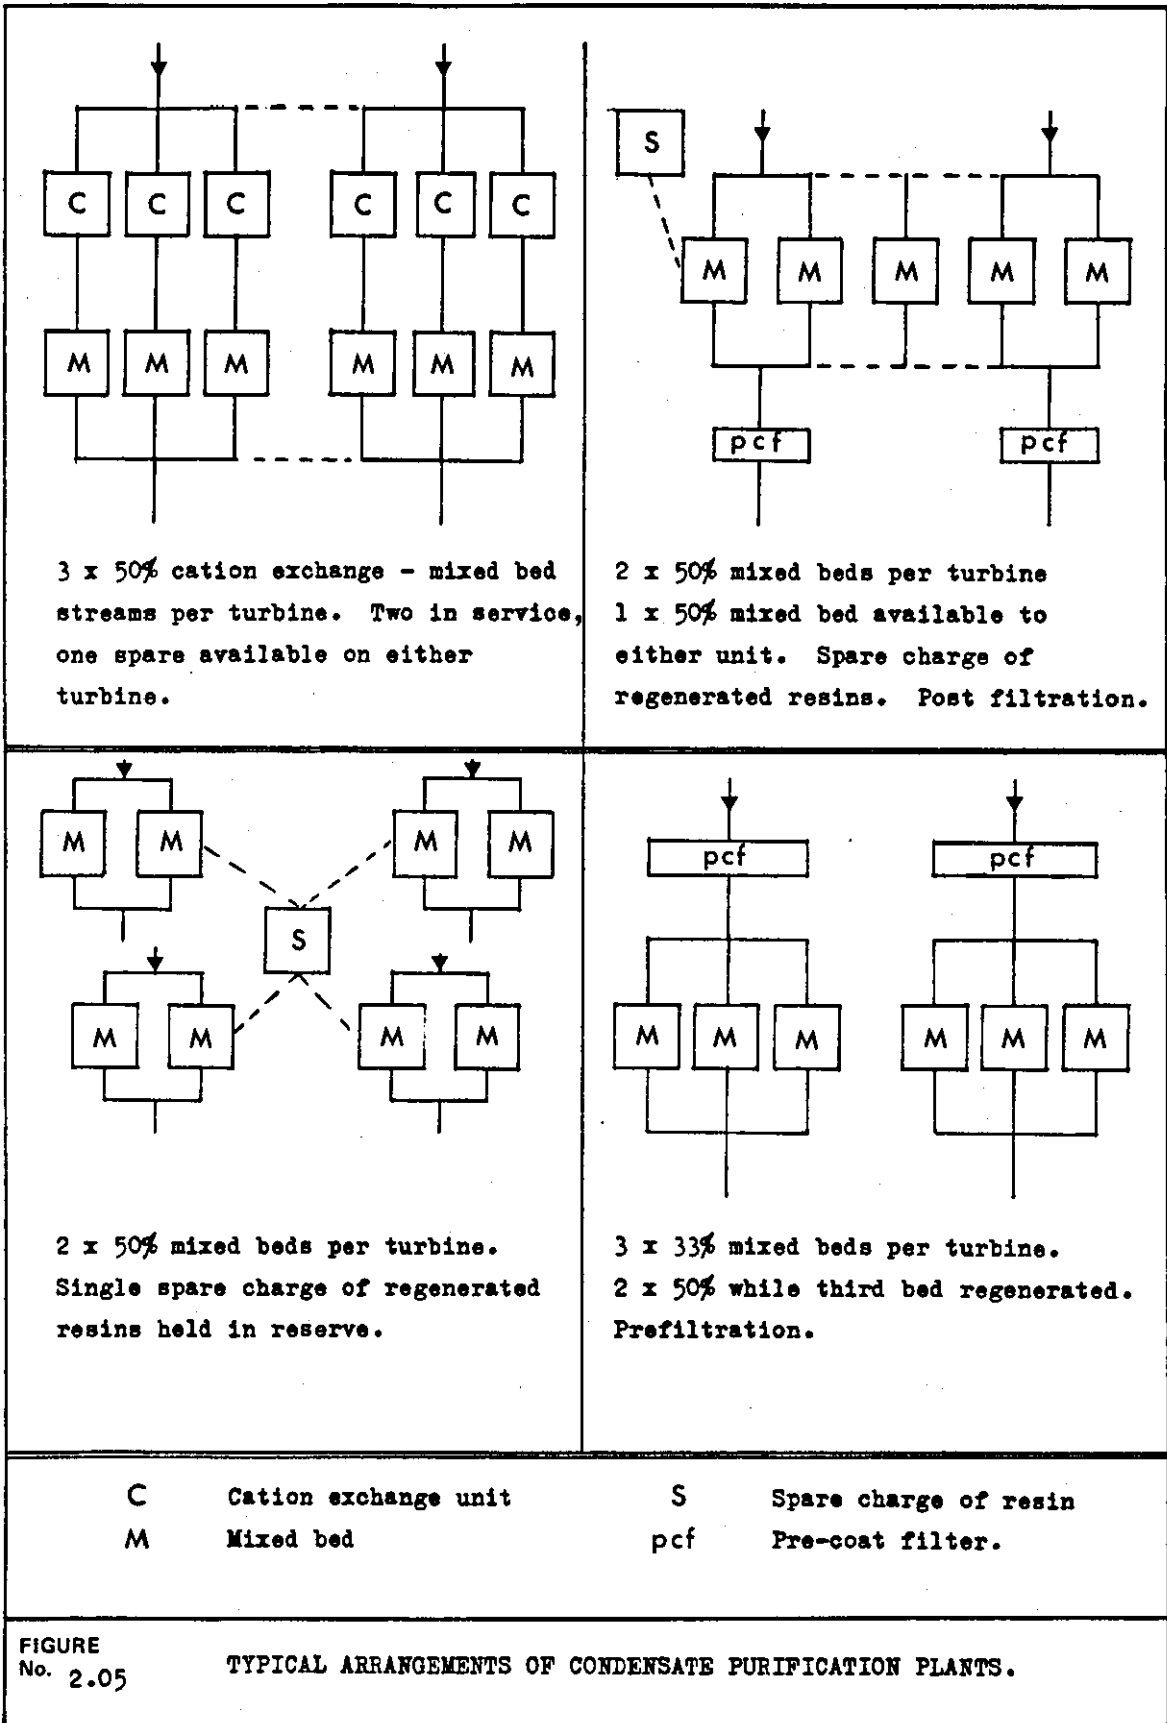 C C C C C C
M M M M M M
3 x 50% cation exchange - mixed bed
streams per turbine. Two in service,
one spare available on either
turbine.
S
M M M M M
pcf pcf
2 x 50% mixed beds per turbine
1 x 50% mixed bed available to
either unit. Spare charge of
regenerated resins. Post filtration.
M M M M
S
M M M M
2 x 50% mixed beds per turbine.
Single spare charge of regenerated
resins held in reserve.
pcf pcf
M M M M M M
3 x 33% mixed beds per turbine.
2 x 50% while third bed regenerated.
Prefiltration.
C Cation exchange unit S Spare charge of resin
M Mixed bed pcf Pre-coat filter.
FIGURE
No. 2.05 TYPICAL ARRANGEMENTS OF CONDENSATE PURIFICATION PLANTS.